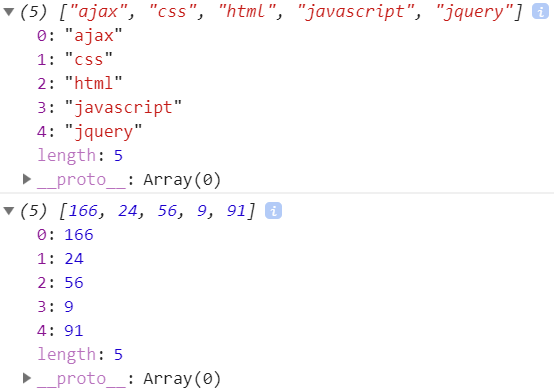 (5) ["ajax", "css", "html", "javascript", "jquery"] i
0: "ajax"
1: "css"
2: "html"
3: "javascript"
4: "jquery"
length: 5
__proto__: Array(0)
(5) [166, 24, 56, 9, 91] i
0: 166
1: 24
2: 56
3: 9
4: 91
length: 5
__proto__: Array(0)